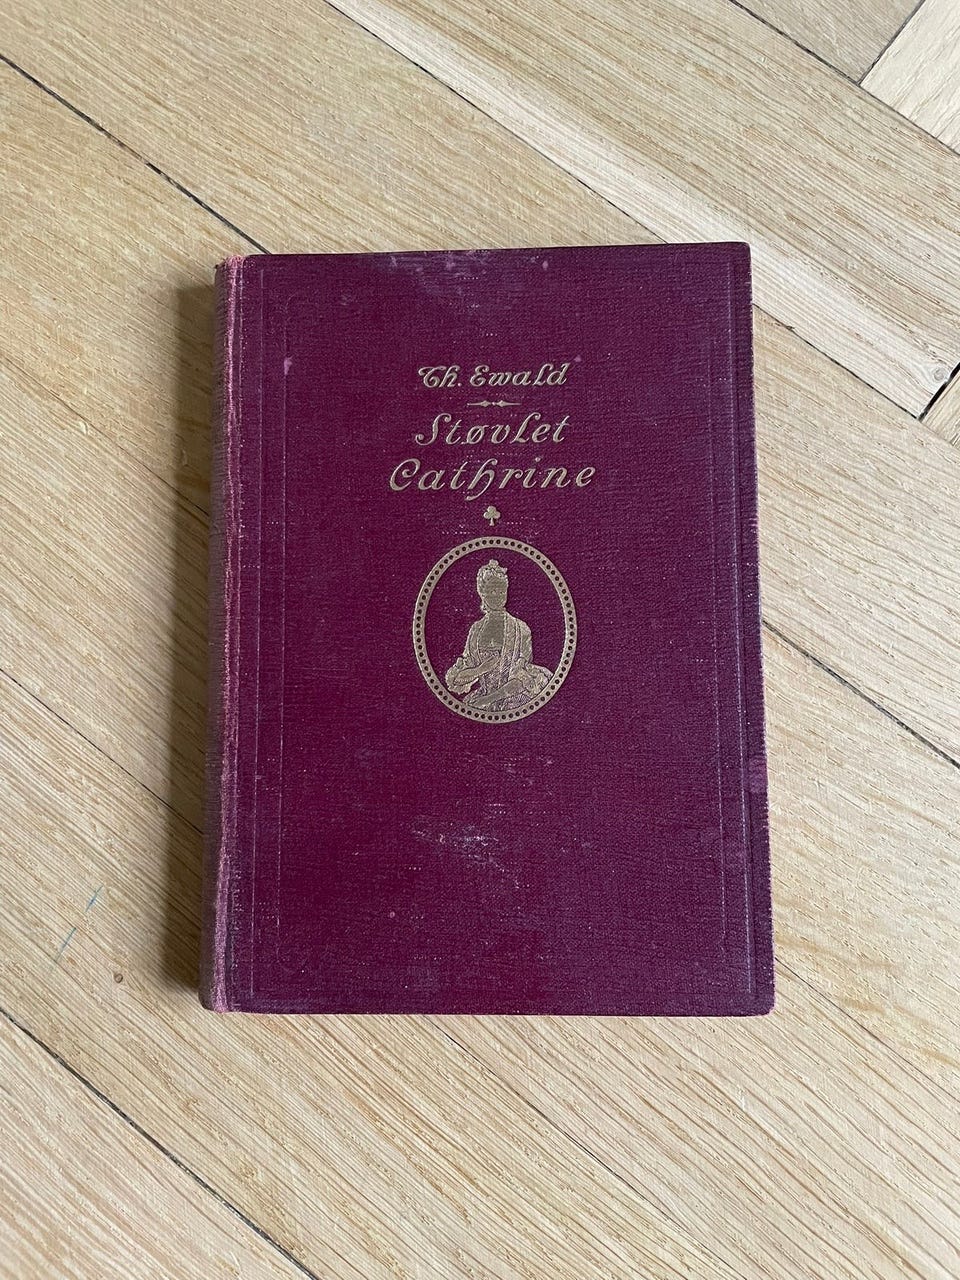 Th. Ewald
Støvlet
Cathrine